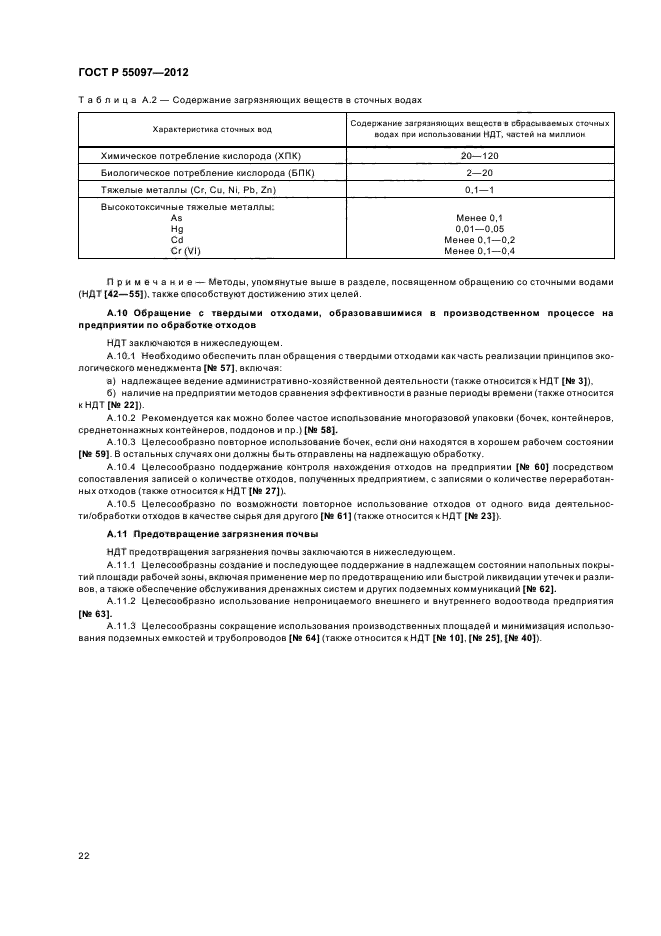 ГОСТ Р 55097—2012
Т а б л и ц а А.2 — Содержание загрязняющих веществ в сточных водах
Характеристика сточных вод
Содержание загрязняющих веществ в сбрасываемых сточных
водах при использовании НДТ, частей на миллион
Химическое потребление кислорода (ХПК) 20—120
Биологическое потребление кислорода (БПК) 2—20
Тяжелые металлы (Cr, Cu, Ni, Pb, Zn) 0,1—1
Высокотоксичные тяжелые металлы:
As Менее 0,1
Hg 0,01—0,05
Cd Менее 0,1—0,2
Cr (VI) Менее 0,1—0,4
П р и м е ч а н и е — Методы, упомянутые выше в разделе, посвященном обращению со сточными водами
(НДТ [42—55]), также способствуют достижению этих целей.
А.10 Обращение с твердыми отходами, образовавшимися в производственном процессе на
предприятии по обработке отходов
НДТ заключаются в нижеследующем.
А.10.1 Необходимо обеспечить план обращения с твердыми отходами как часть реализации принципов эко-
логического менеджмента [№ 57], включая:
а) надлежащее ведение административно-хозяйственной деятельности (также относится к НДТ [№ 3]),
б) наличие на предприятии методов сравнения эффективности в разные периоды времени (также относится
к НДТ [№ 22]).
А.10.2 Рекомендуется как можно более частое использование многоразовой упаковки (бочек, контейнеров,
среднетоннажных контейнеров, поддонов и пр.) [№ 58].
А.10.3 Целесообразно повторное использование бочек, если они находятся в хорошем рабочем состоянии
[№ 59]. В остальных случаях они должны быть отправлены на надлежащую обработку.
А.10.4 Целесообразно поддержание контроля нахождения отходов на предприятии [№ 60] посредством
сопоставления записей о количестве отходов, полученных предприятием, с записями о количестве переработан-
ных отходов (также относится к НДТ [№ 27]).
А.10.5 Целесообразно по возможности повторное использование отходов от одного вида деятельнос-
ти/обработки отходов в качестве сырья для другого [№ 61] (также относится к НДТ [№ 23]).
А.11 Предотвращение загрязнения почвы
НДТ предотвращения загрязнения почвы заключаются в нижеследующем.
А.11.1 Целесообразны создание и последующее поддержание в надлежащем состоянии напольных покры-
тий площади рабочей зоны, включая применение мер по предотвращению или быстрой ликвидации утечек и разли-
вов, а также обеспечение обслуживания дренажных систем и других подземных коммуникаций [№ 62].
А.11.2 Целесообразно использование непроницаемого внешнего и внутреннего водоотвода предприятия
[№ 63].
А.11.3 Целесообразны сокращение использования производственных площадей и минимизация использо-
вания подземных емкостей и трубопроводов [№ 64] (также относится к НДТ [№ 10], [№ 25], [№ 40]).
22